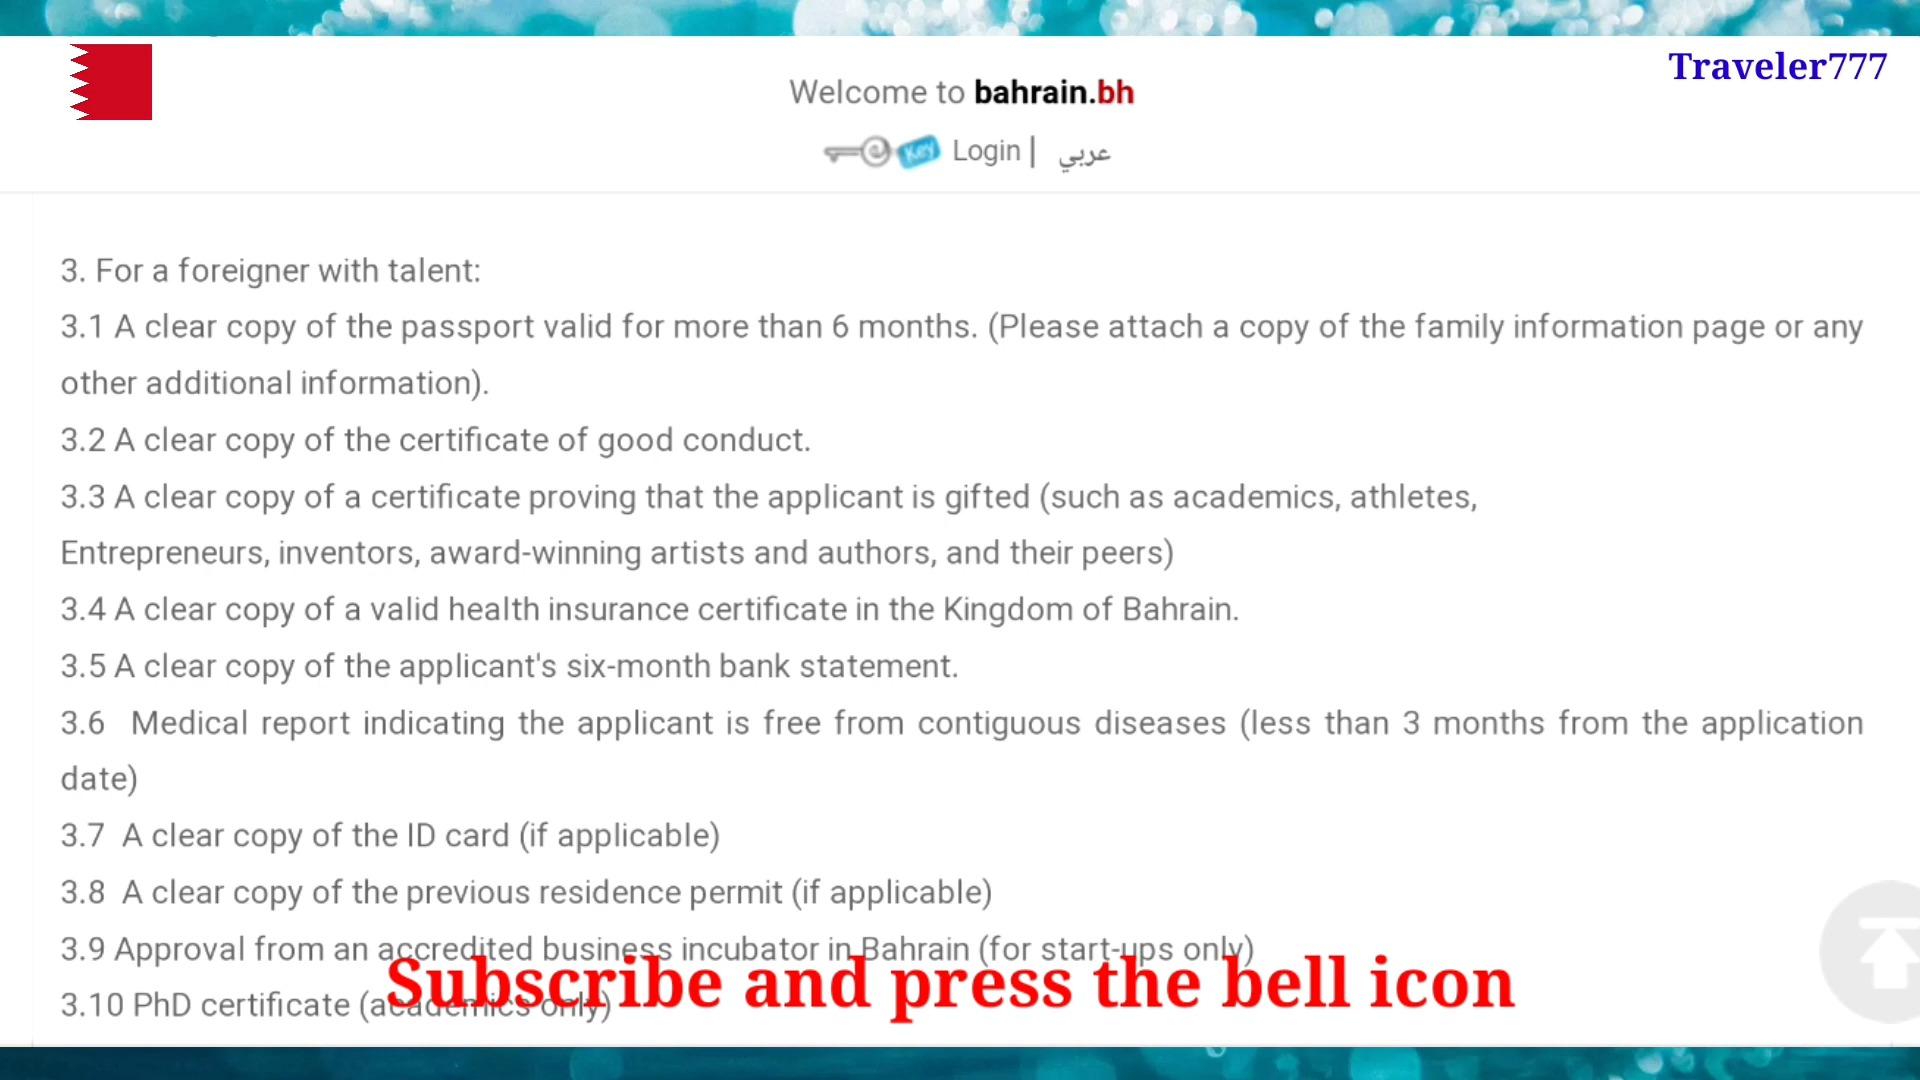 Traveler777
Welcome to bahrain.bh
Key Login | عربي
3. For a foreigner with talent:
3.1 A clear copy of the passport valid for more than 6 months. (Please attach a copy of the family information page or any
other additional information).
3.2 A clear copy of the certificate of good conduct.
3.3 A clear copy of a certificate proving that the applicant is gifted (such as academics, athletes,
Entrepreneurs, inventors, award-winning artists and authors, and their peers)
3.4 A clear copy of a valid health insurance certificate in the Kingdom of Bahrain.
3.5 A clear copy of the applicant's six-month bank statement.
3.6 Medical report indicating the applicant is free from contiguous diseases (less than 3 months from the application
date)
3.7 A clear copy of the ID card (if applicable)
3.8 A clear copy of the previous residence permit (if applicable)
3.9 Approval from an accredited business incubator in Bahrain (for start-ups only)
Subscribe and press the bell icon
3.10 PhD certificate (academics only)